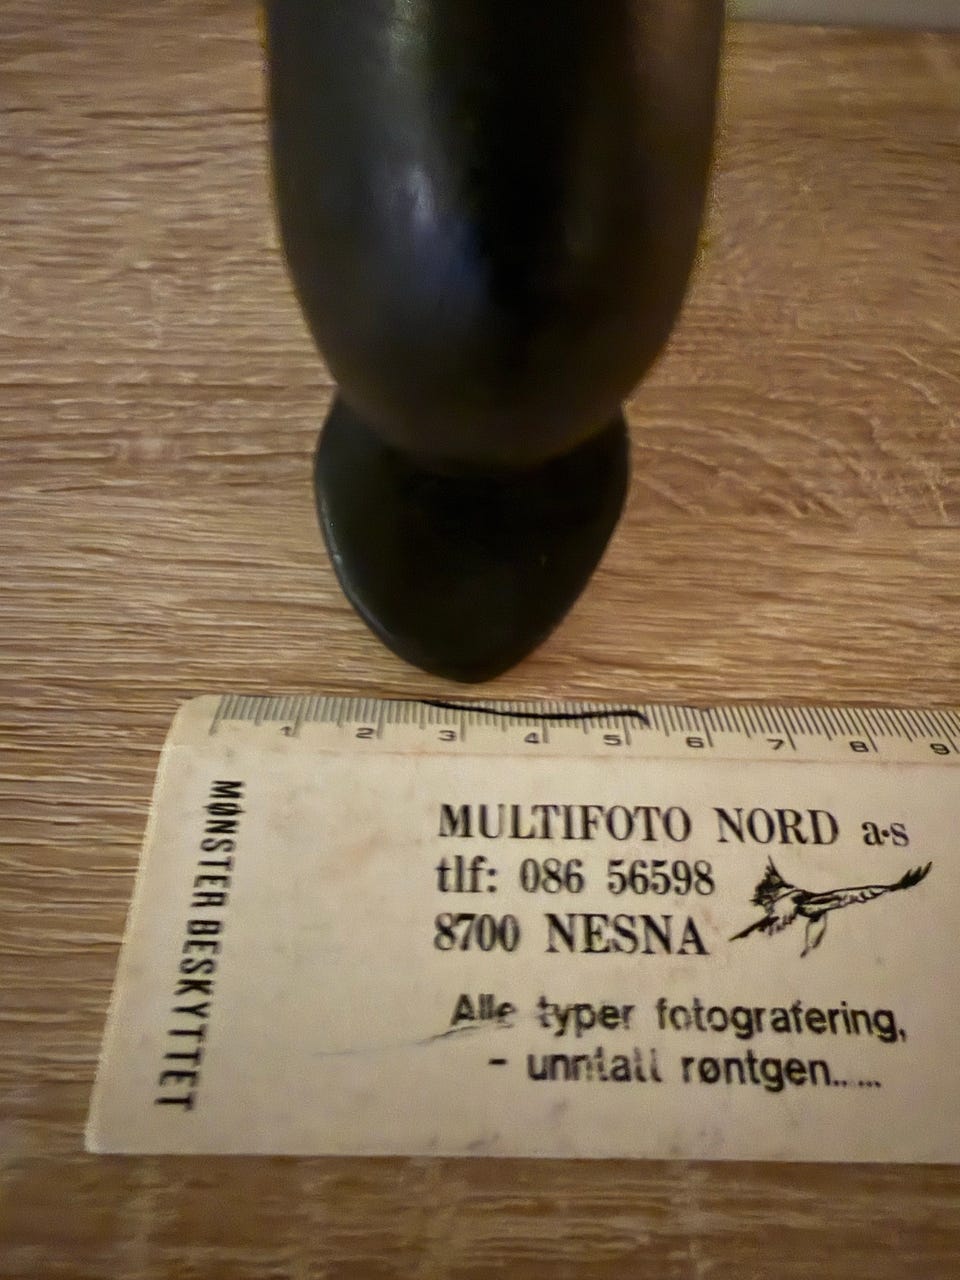 1 2 3 4 5 6 7 8 9
MØNSTER BESKYTTET
MULTIFOTO NORD a·s
tlf: 086 56598
8700 NESNA
Alle typer fotografering,
- unntall røntgen.....